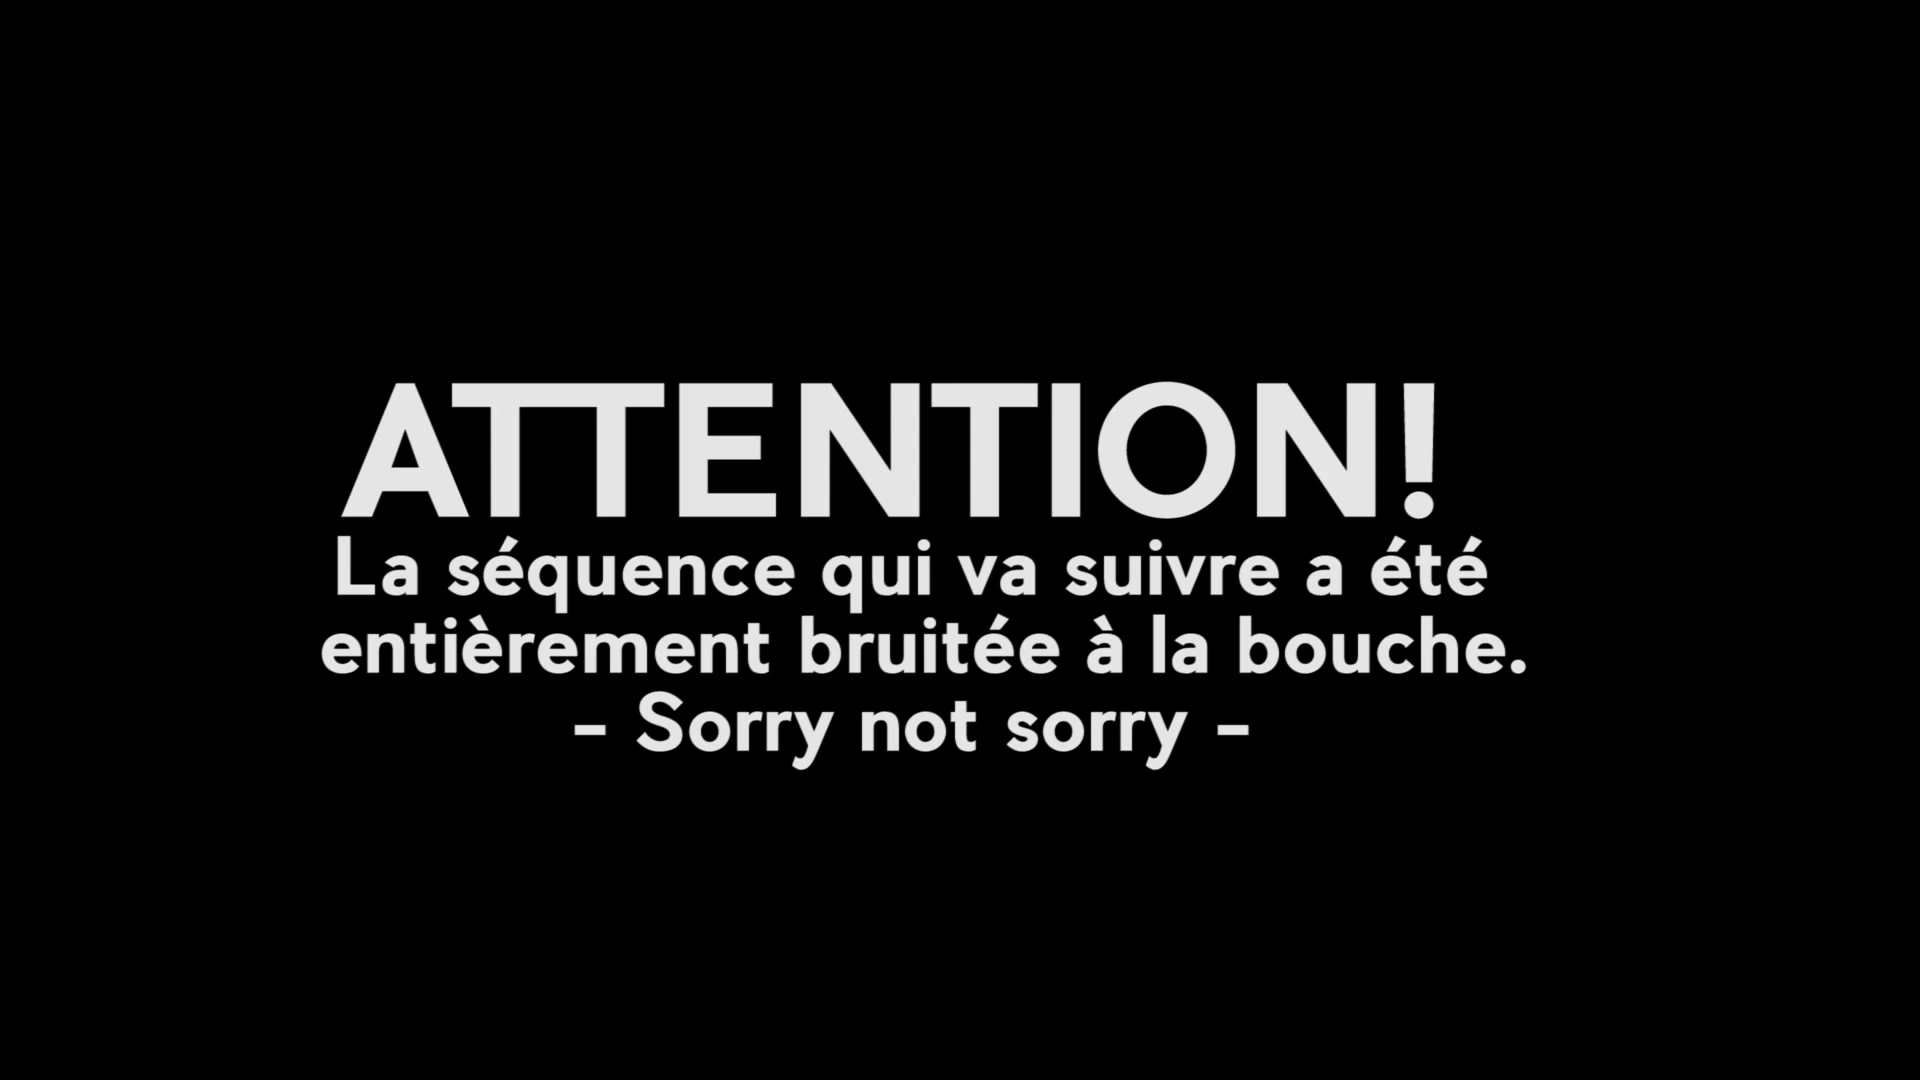 ATTENTION!
La séquence qui va suivre a été
entièrement bruitée à la bouche.
- Sorry not sorry -